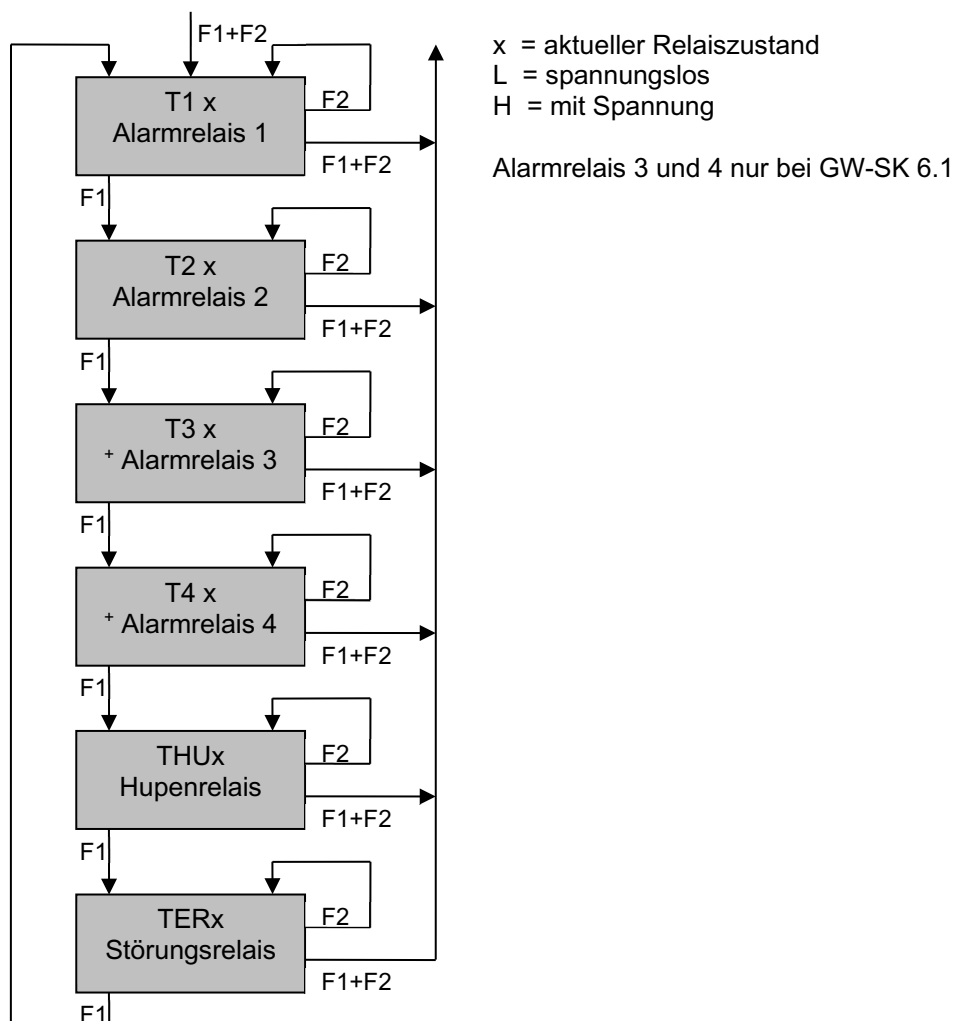 F1+F2
x = aktueller Relaiszustand
L = spannungslos
H = mit Spannung
Alarmrelais 3 und 4 nur bei GW-SK 6.1
T1 x
Alarmrelais 1
F2
F1+F2
F1
T2 x
Alarmrelais 2
F2
F1+F2
F1
T3 x
+ Alarmrelais 3
F2
F1+F2
F1
T4 x
+ Alarmrelais 4
F2
F1+F2
F1
THUx
Hupenrelais
F2
F1+F2
F1
TERx
Störungsrelais
F2
F1+F2
F1